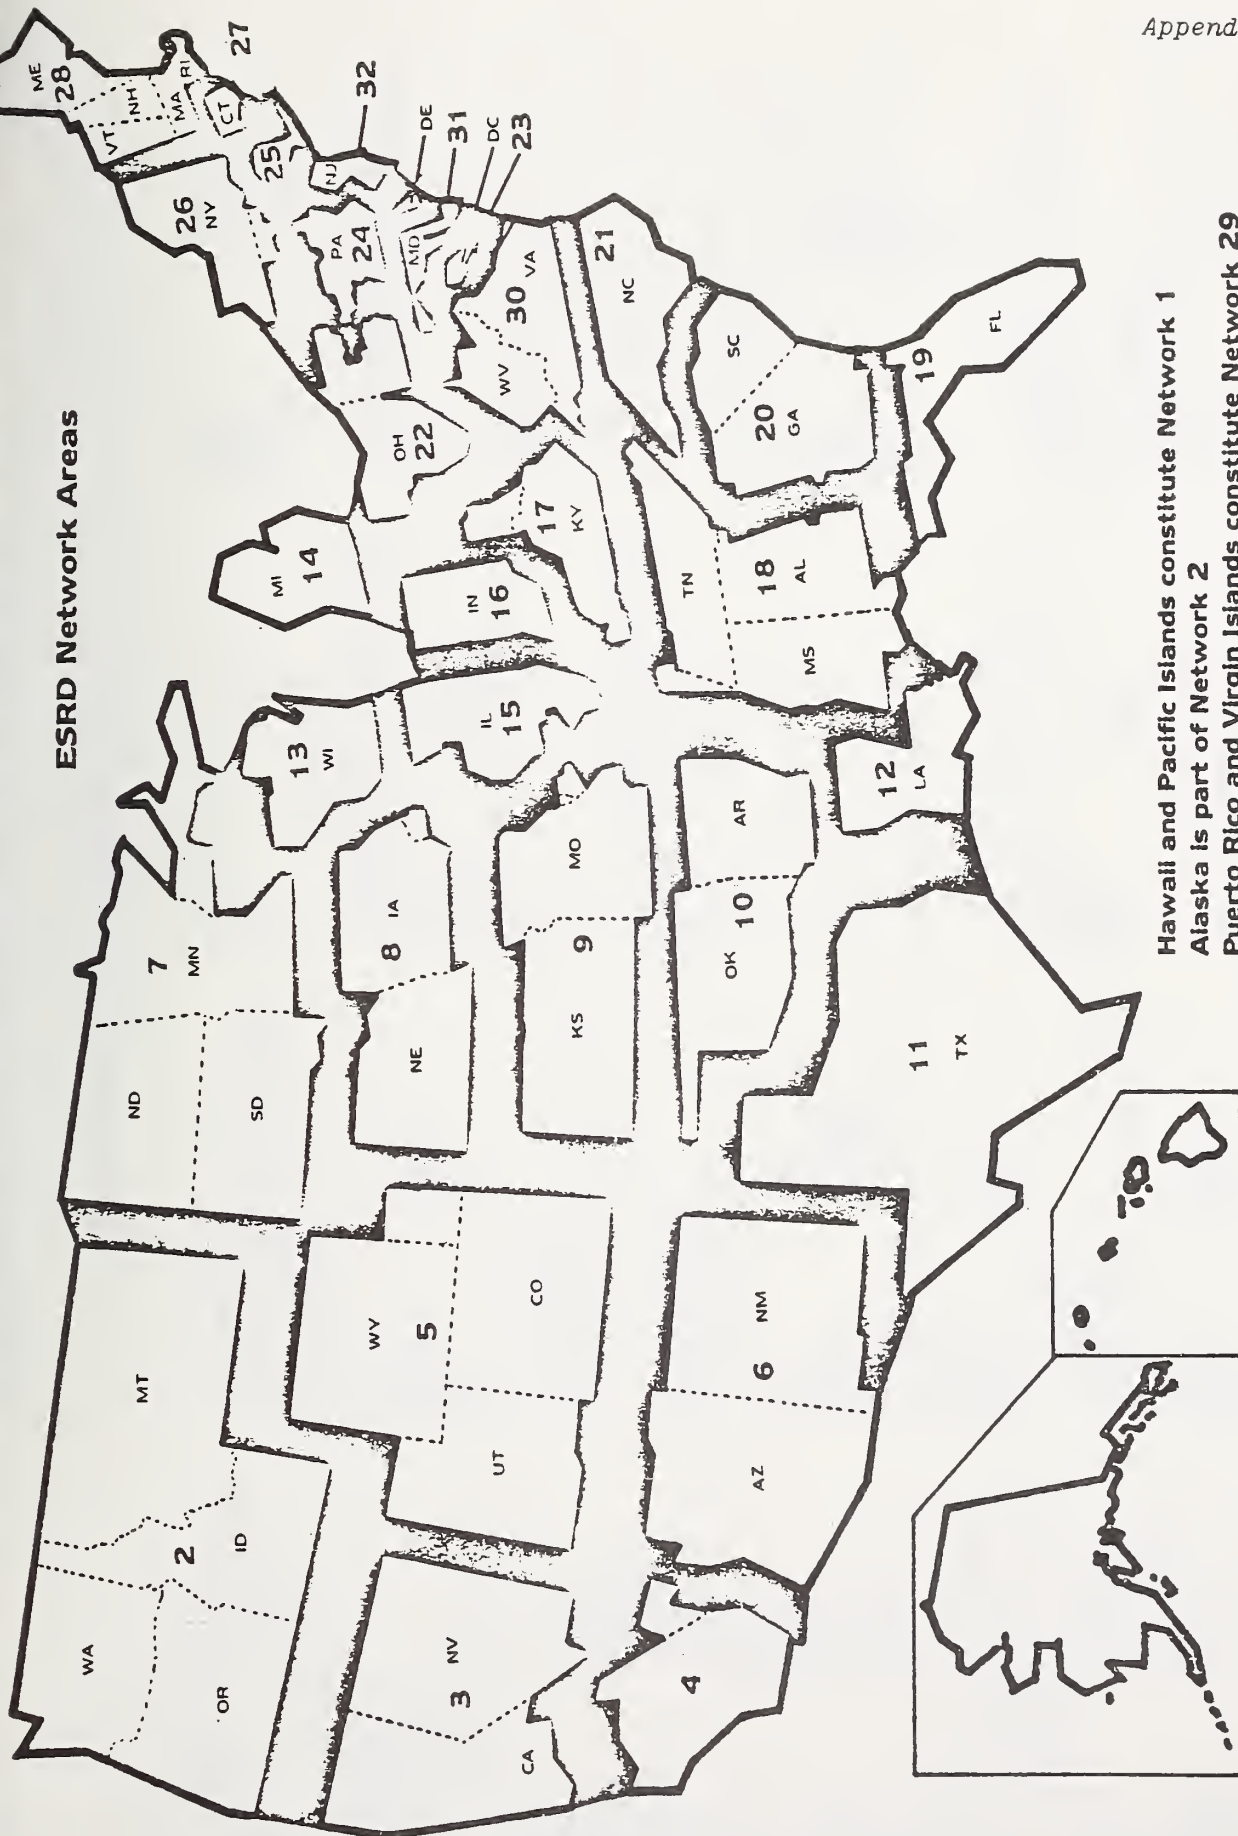 Append
ESRD Network Areas
WA
MT
ND
7
MN
ME
28
VT
NH
MA
RI
27
CT
2
ID
OR
SD
13
WI
MI
14
26
NY
25
NJ
32
3
NV
CA
WY
5
UT
CO
NE
8
IA
IL
15
IN
16
OH
22
PA
24
MD
DE
31
DC
23
KS
9
MO
17
KY
WV
30
VA
4
AZ
6
NM
OK
10
AR
TN
NC
21
11
TX
12
LA
MS
18
AL
20
GA
SC
19
FL
Hawaii and Pacific Islands constitute Network 1
Alaska is part of Network 2
Puerto Rico and Virgin Islands constitute Network 29